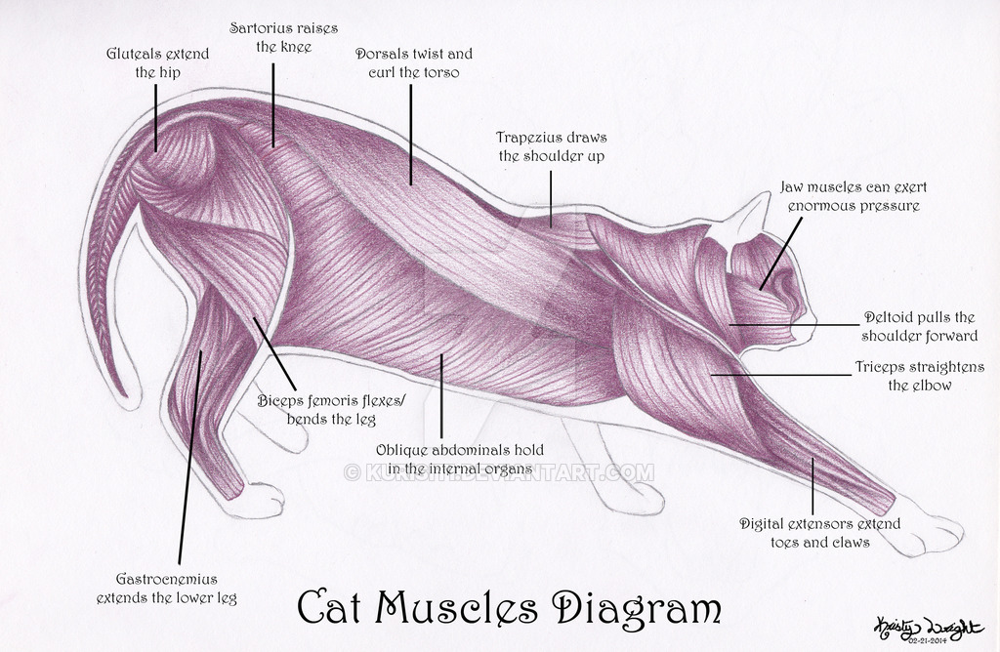 Sartorius raises
the knee
Gluteals extend
the hip
Dorsals twist and
curl the torso
Trapezius draws
the shoulder up
Jaw muscles can exert
enormous pressure
Deltoid pulls the
shoulder forward
Triceps straightens
the elbow
Biceps femoris flexes/
bends the leg
Oblique abdominals hold
in the internal organs
© KURISU11.DEVIANTART.COM
Digital extensors extend
toes and claws
Gastrocnemius
extends the lower leg
Cat Muscles Diagram
Kristy Wright
02-21-2014